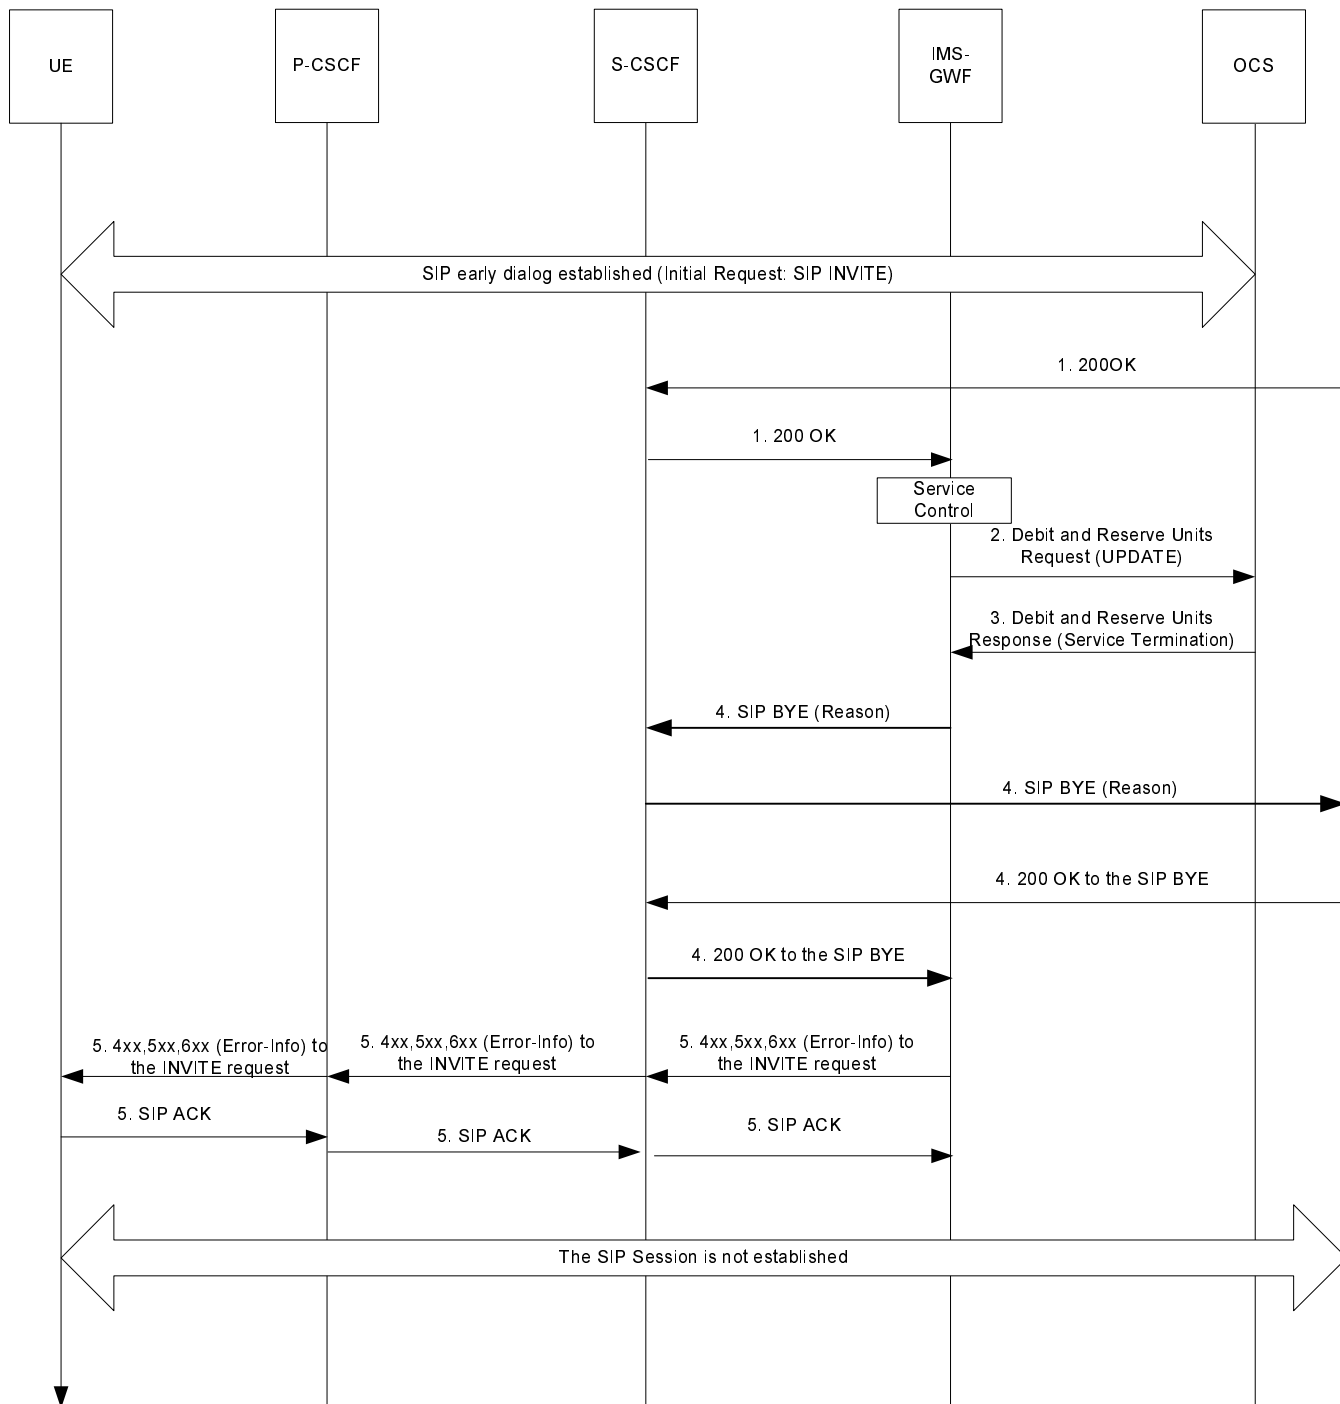 UE
P-CSCF
S-CSCF
IMS-
GWF
OCS
SIP early dialog established (Initial Request: SIP INVITE)
1. 200OK
1. 200 OK
Service
Control
2. Debit and Reserve Units
Request (UPDATE)
3. Debit and Reserve Units
Response (Service Termination)
4. SIP BYE (Reason)
4. SIP BYE (Reason)
4. 200 OK to the SIP BYE
4. 200 OK to the SIP BYE
5. 4xx,5xx,6xx (Error-Info) to
the INVITE request
5. 4xx,5xx,6xx (Error-Info) to
the INVITE request
5. 4xx,5xx,6xx (Error-Info) to
the INVITE request
5. SIP ACK
5. SIP ACK
5. SIP ACK
The SIP Session is not established